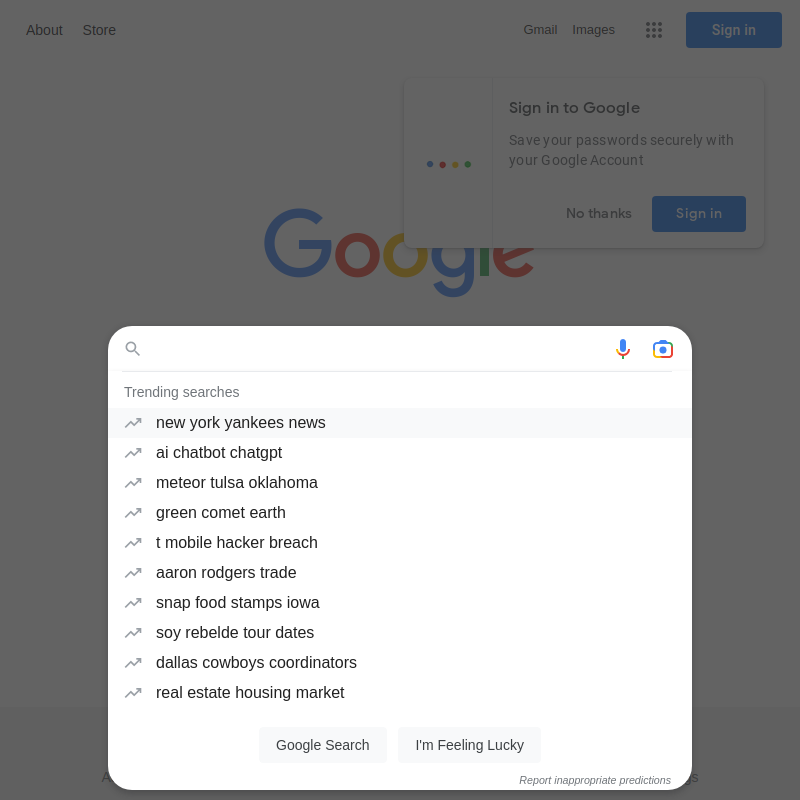 About Store Gmail Images Sign in
Sign in to Google
Save your passwords securely with
your Google Account
No thanks Sign in
Google
Trending searches
new york yankees news
ai chatbot chatgpt
meteor tulsa oklahoma
green comet earth
t mobile hacker breach
aaron rodgers trade
snap food stamps iowa
soy rebelde tour dates
dallas cowboys coordinators
real estate housing market
Google Search I'm Feeling Lucky
Report inappropriate predictions